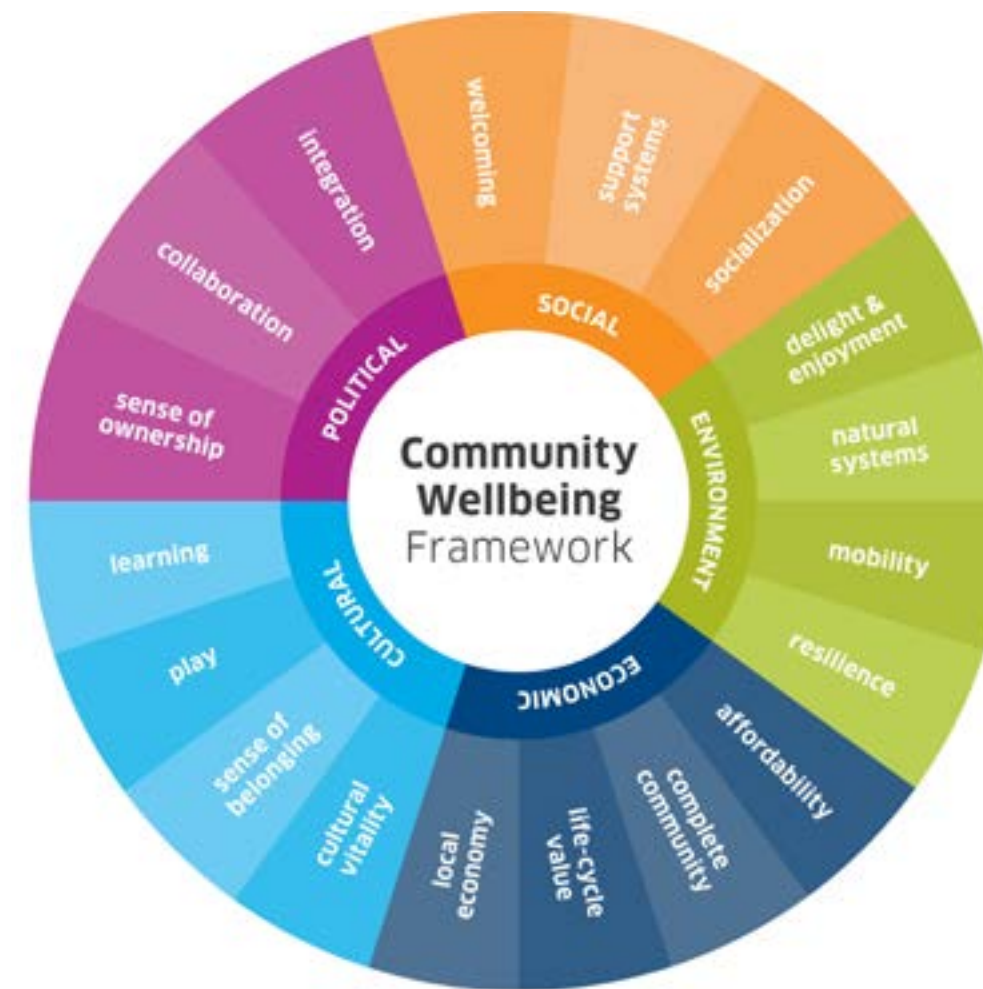 Community
Wellbeing
Framework
SOCIAL
welcoming
support
systems
socialization
ENVIRONMENT
delight &
enjoyment
natural
systems
mobility
resilience
ECONOMIC
affordability
complete
community
life-cycle
value
local
economy
CULTURAL
cultural
vitality
sense of
belonging
play
learning
POLITICAL
sense of
ownership
collaboration
integration